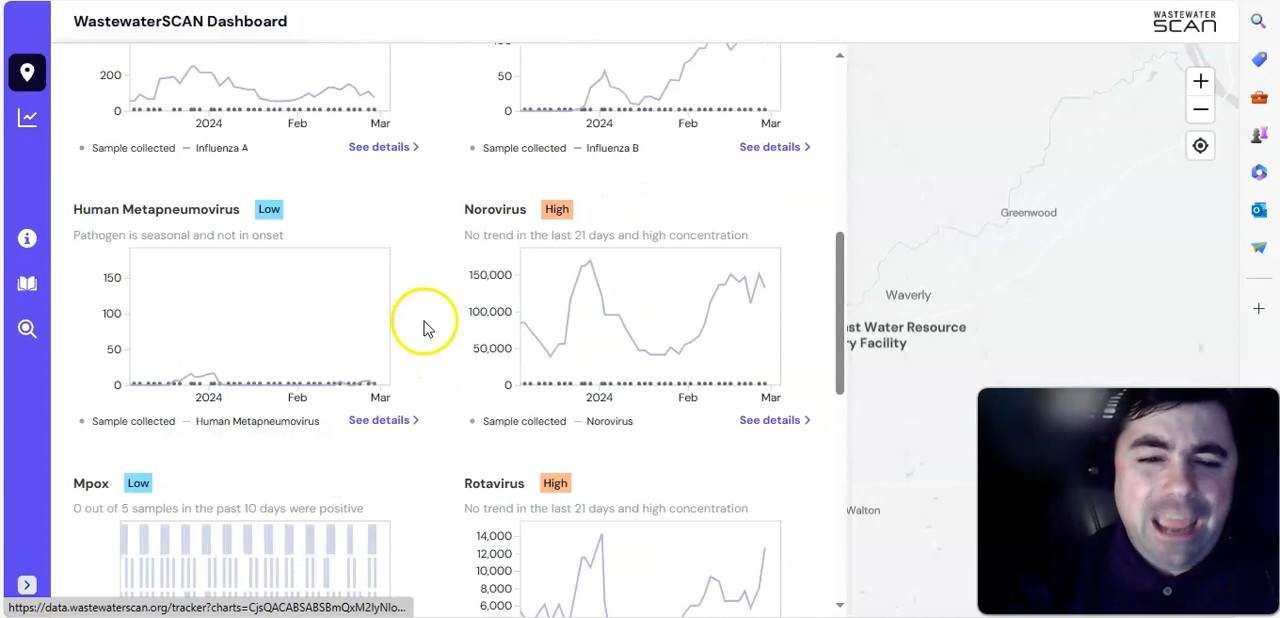 WastewaterSCAN Dashboard
WASTEWATER
SCAN
200
0
2024 Feb Mar
Sample collected Influenza A See details
50
0
2024 Feb Mar
Sample collected Influenza B See details
Human Metapneumovirus Low
Pathogen is seasonal and not in onset
150
100
50
0
2024 Feb Mar
Sample collected Human Metapneumovirus See details
Norovirus High
No trend in the last 21 days and high concentration
150,000
100,000
50,000
0
2024 Feb Mar
Sample collected Norovirus See details
Mpox Low
0 out of 5 samples in the past 10 days were positive
Rotavirus High
No trend in the last 21 days and high concentration
14,000
12,000
10,000
8,000
6,000
Greenwood
Waverly
ast Water Resource
ry Facility
Walton
https://data.wastewaterscan.org/tracker?charts=CjsQACABSABSBmQxM2IyNIo...